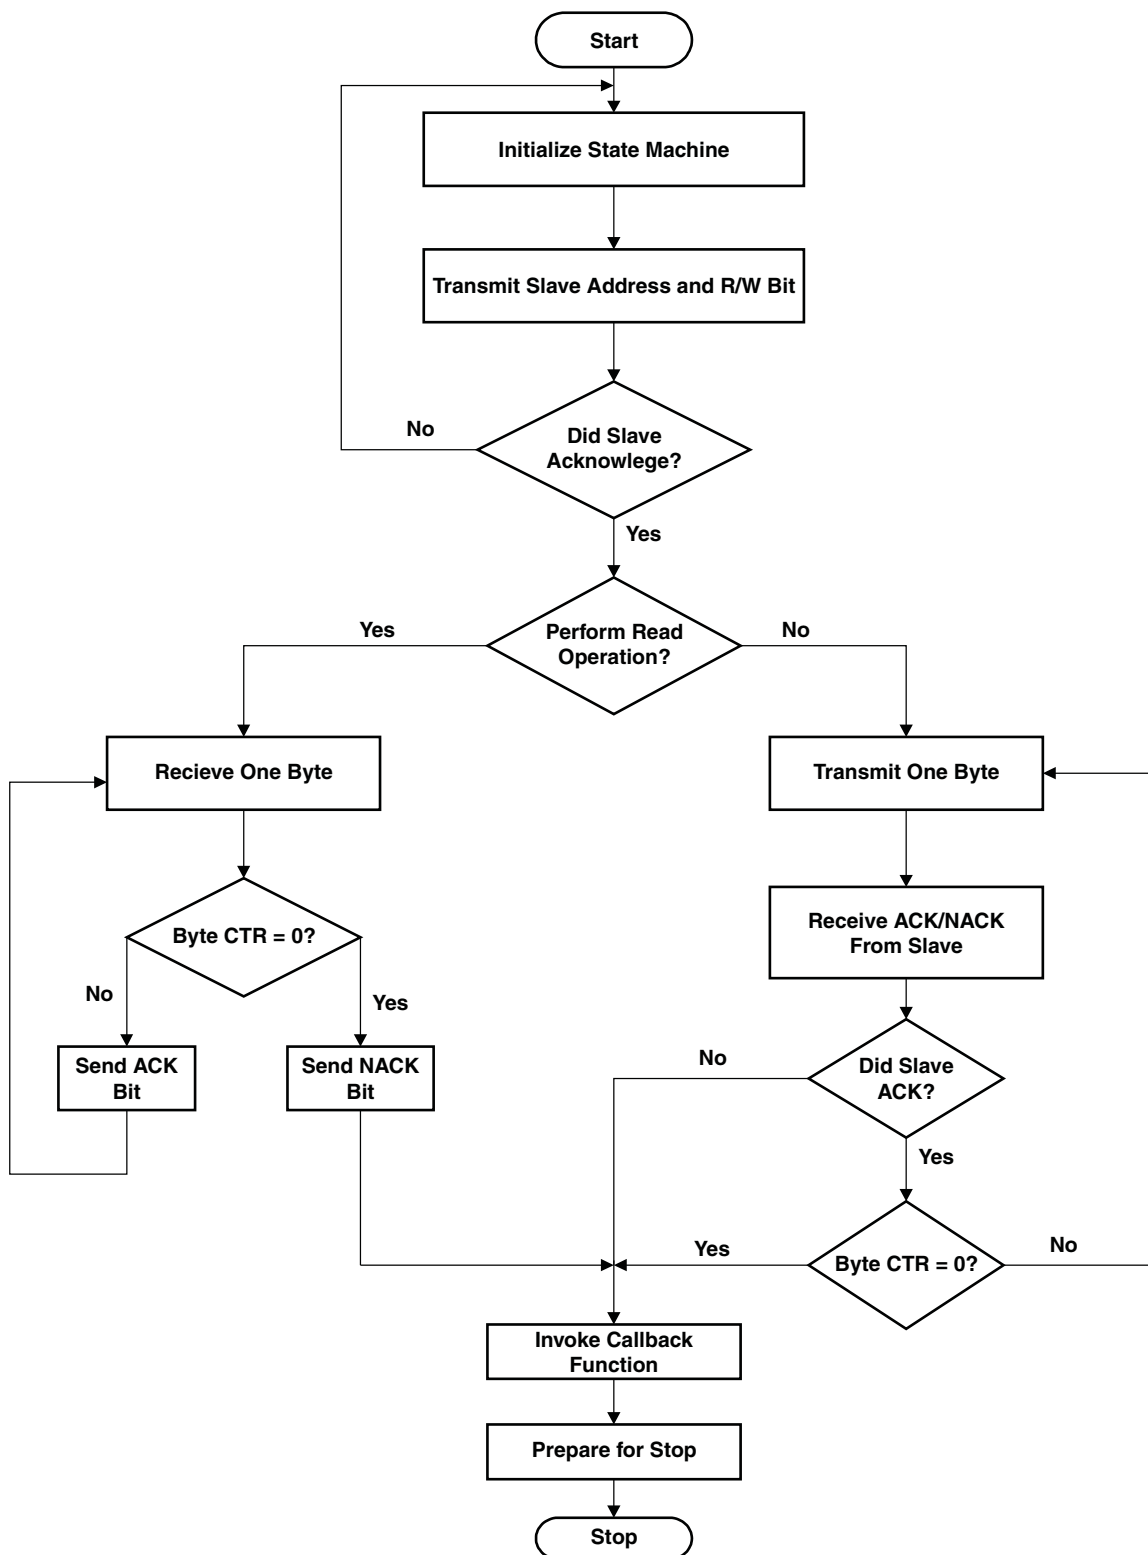 Start
Initialize State Machine
Transmit Slave Address and R/W Bit
No
Did Slave
Acknowlege?
Yes
Yes
Perform Read
Operation?
No
Recieve One Byte
Transmit One Byte
Byte CTR = 0?
Receive ACK/NACK
From Slave
No
Yes
Send ACK
Bit
Send NACK
Bit
No
Did Slave
ACK?
Yes
Yes
Byte CTR = 0?
No
Invoke Callback
Function
Prepare for Stop
Stop